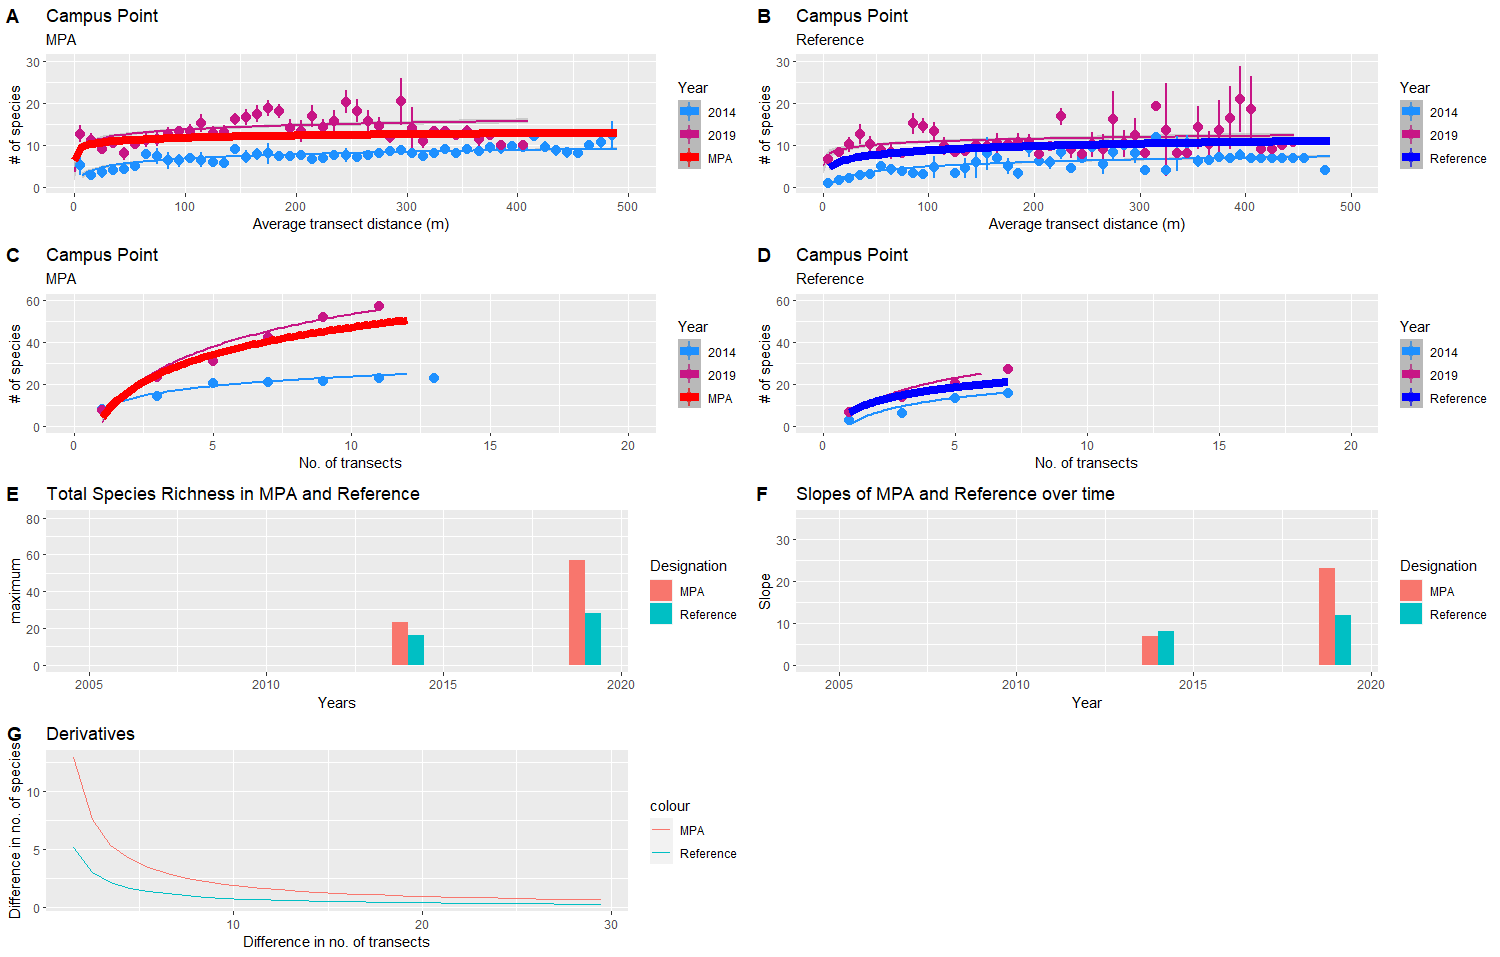 A Campus Point
MPA
# of species
30
20
10
0
0 100 200 300 400 500
Average transect distance (m)
Year
2014
2019
MPA
B Campus Point
Reference
# of species
30
20
10
0
0 100 200 300 400 500
Average transect distance (m)
Year
2014
2019
Reference
C Campus Point
MPA
# of species
60
40
20
0
0 5 10 15 20
No. of transects
Year
2014
2019
MPA
D Campus Point
Reference
# of species
60
40
20
0
0 5 10 15 20
No. of transects
Year
2014
2019
Reference
E Total Species Richness in MPA and Reference
maximum
80
60
40
20
0
2005 2010 2015 2020
Years
Designation
MPA
Reference
F Slopes of MPA and Reference over time
Slope
30
20
10
0
2005 2010 2015 2020
Year
Designation
MPA
Reference
G Derivatives
Difference in no. of species
10
5
0
10 20 30
Difference in no. of transects
colour
MPA
Reference